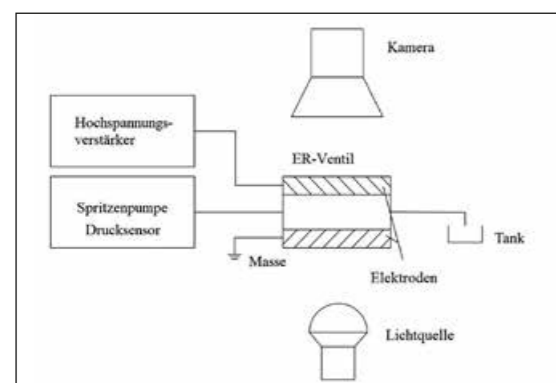 Kamera
Hochspannungs-
verstärker
ER-Ventil
Spritzenpumpe
Drucksensor
Masse
Tank
Elektroden
Lichtquelle